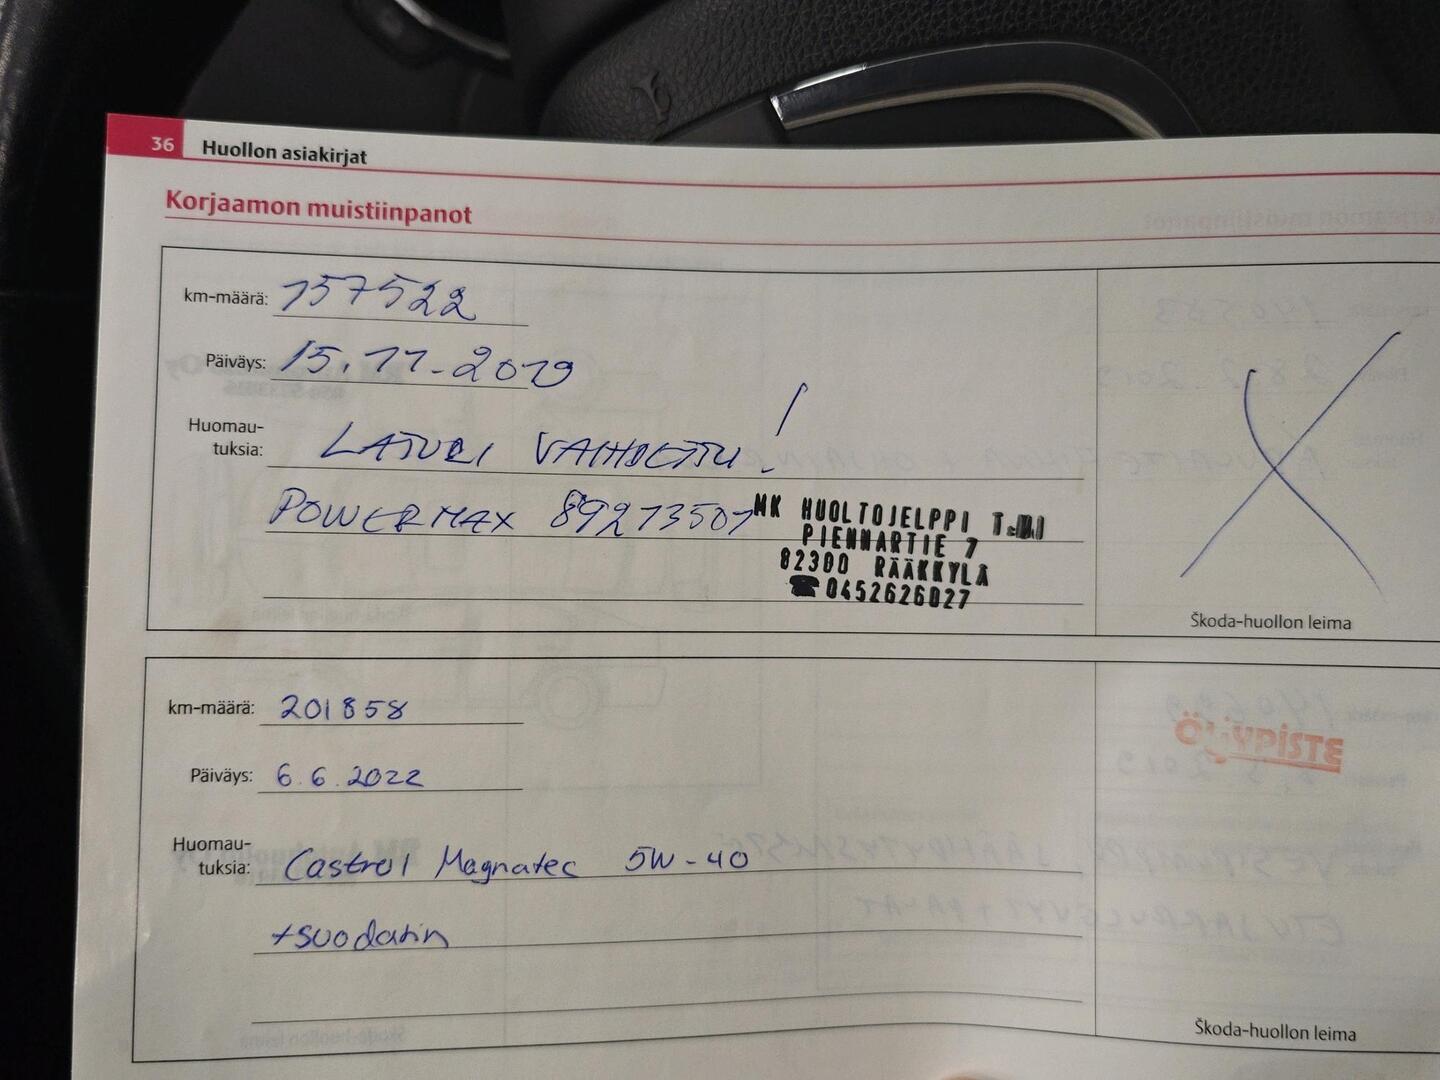 36 Huollon asiakirjat
Korjaamon muistiinpanot
km-määrä: 157522
Päiväys: 15.11-2019
Huomau-
tuksia: LATURI VAIHDETTU!
POWERMAX 89213501
MK HUOLTOJELPPI T:MI
PIENNARTIE 7
82300 RÄÄKKYLÄ
☎0452626027
Škoda-huollon leima
km-määrä: 201858
Päiväys: 6.6.2022
ÖLJYPISTE
Huomau-
tuksia: Castrol Magnatec 5W-40
+suodatin
Škoda-huollon leima